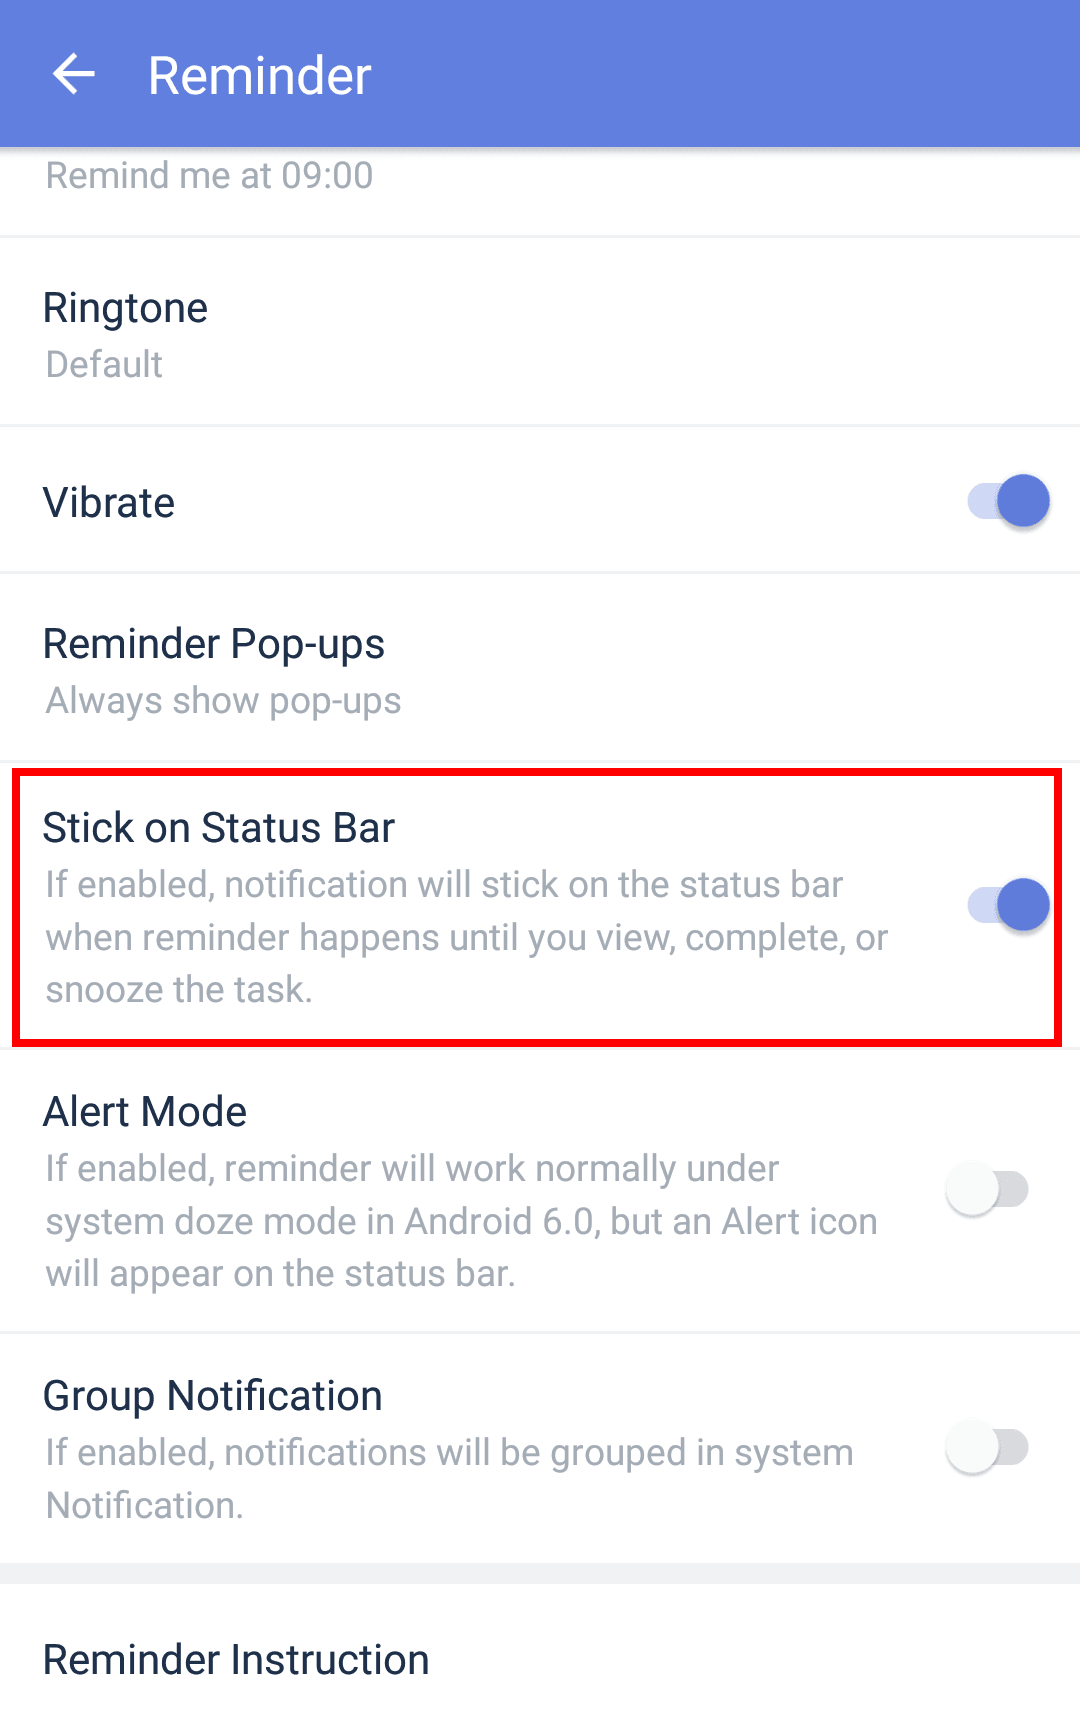 Reminder
Remind me at 09:00
Ringtone
Default
Vibrate
Reminder Pop-ups
Always show pop-ups
Stick on Status Bar
If enabled, notification will stick on the status bar
when reminder happens until you view, complete, or
snooze the task.
Alert Mode
If enabled, reminder will work normally under
system doze mode in Android 6.0, but an Alert icon
will appear on the status bar.
Group Notification
If enabled, notifications will be grouped in system
Notification.
Reminder Instruction